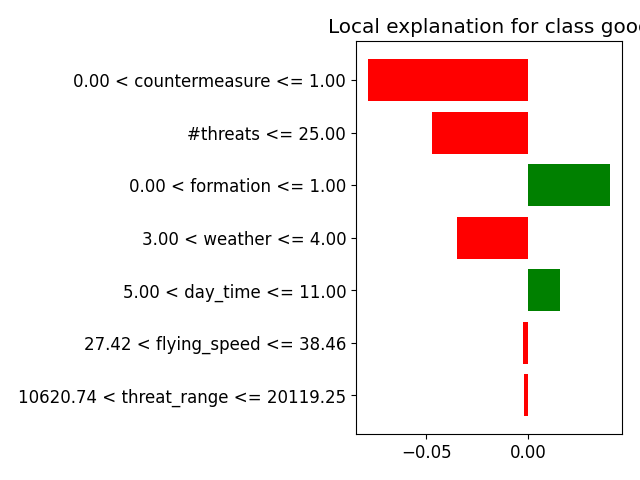 Local explanation for class good
0.00 < countermeasure <= 1.00
#threats <= 25.00
0.00 < formation <= 1.00
3.00 < weather <= 4.00
5.00 < day_time <= 11.00
27.42 < flying_speed <= 38.46
10620.74 < threat_range <= 20119.25
−0.05 0.00